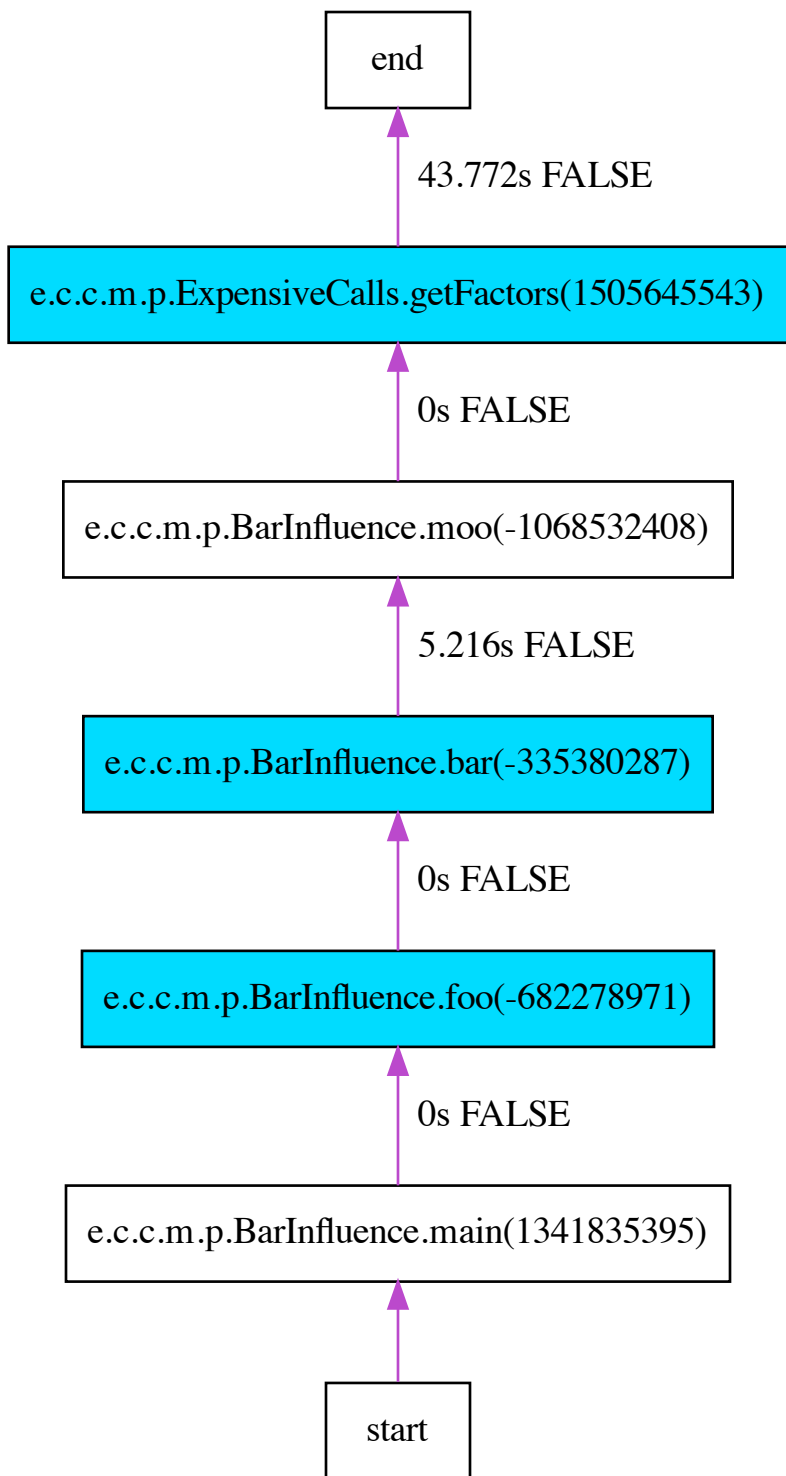 end
43.772s FALSE
e.c.c.m.p.ExpensiveCalls.getFactors(1505645543)
0s FALSE
e.c.c.m.p.BarInfluence.moo(-1068532408)
5.216s FALSE
e.c.c.m.p.BarInfluence.bar(-335380287)
0s FALSE
e.c.c.m.p.BarInfluence.foo(-682278971)
0s FALSE
e.c.c.m.p.BarInfluence.main(1341835395)
start